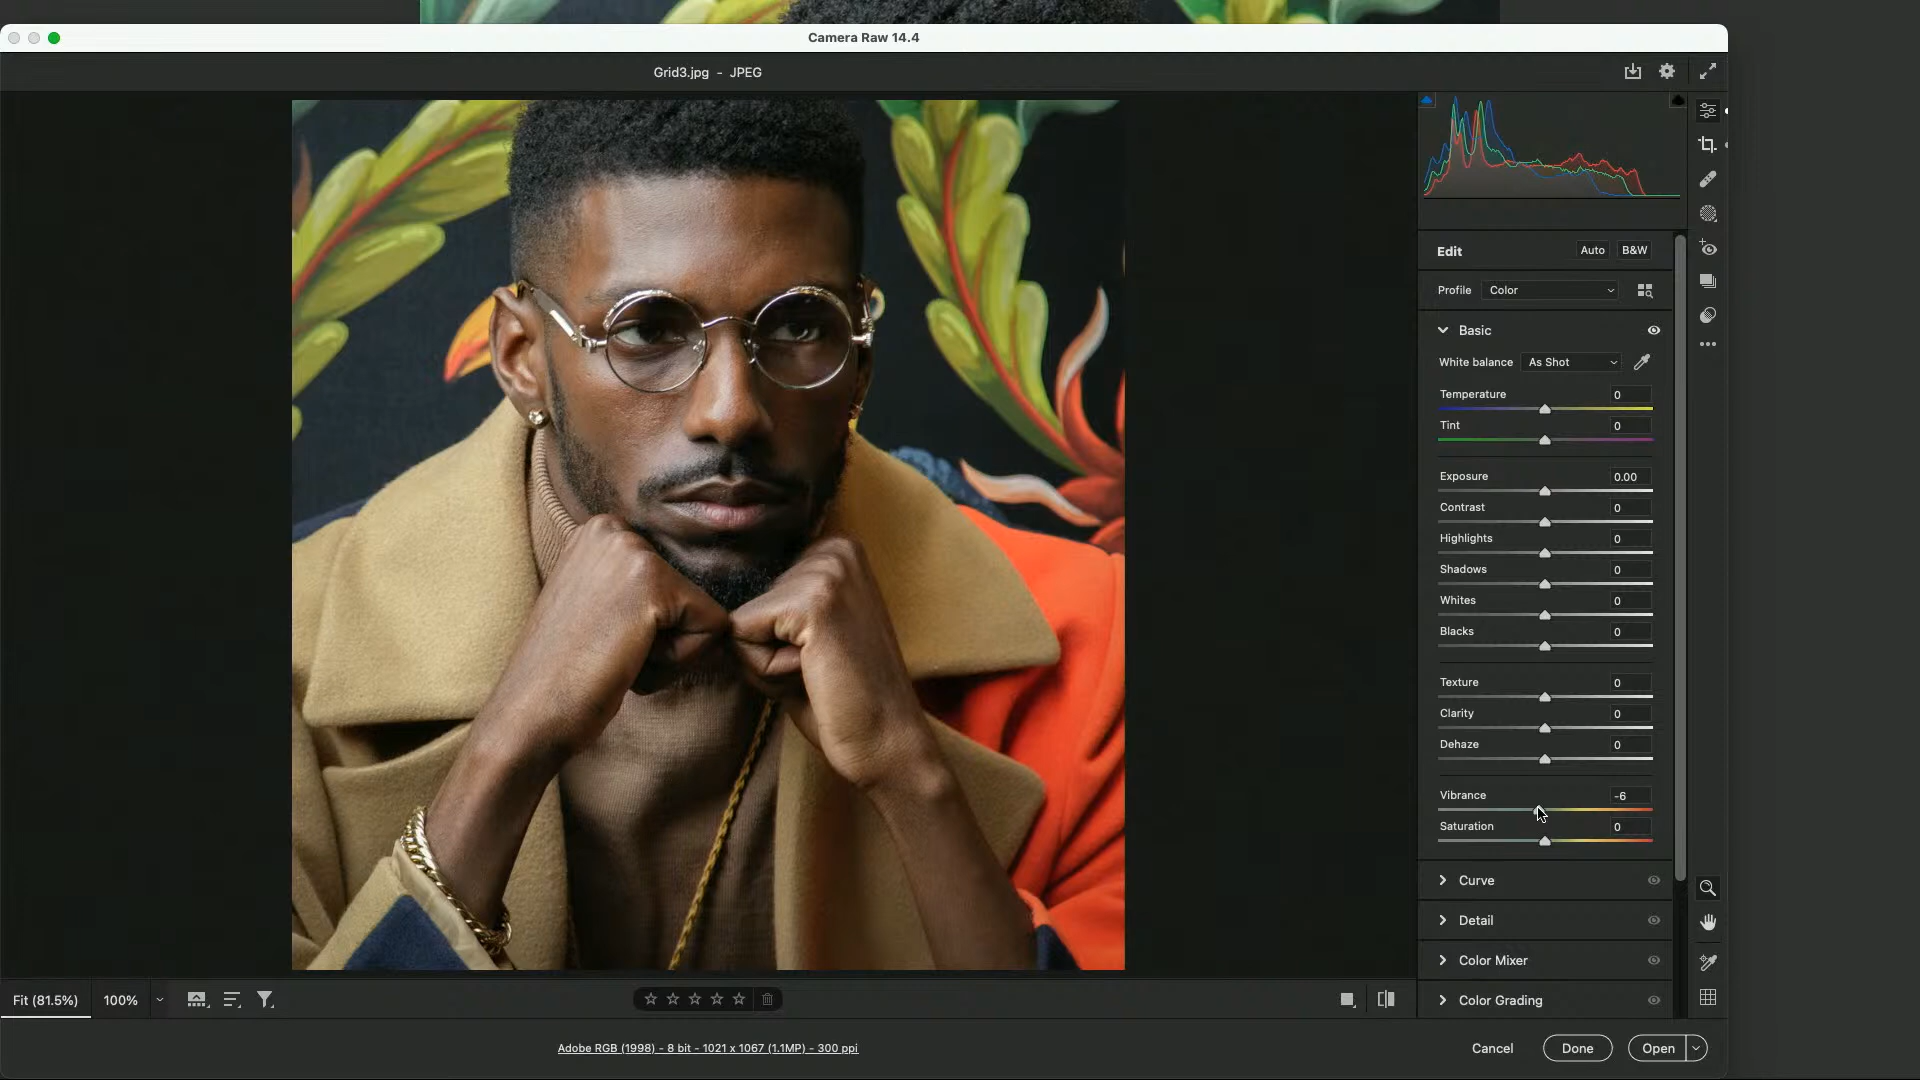 Camera Raw 14.4
Grid3.jpg - JPEG
Edit Auto B&W
Profile Color
Basic
White balance As Shot
Temperature 0
Tint 0
Exposure 0.00
Contrast 0
Highlights 0
Shadows 0
Whites 0
Blacks 0
Texture 0
Clarity 0
Dehaze 0
Vibrance -6
Saturation 0
Curve
Detail
Color Mixer
Color Grading
Fit (81.5%) 100%
Adobe RGB (1998) - 8 bit - 1021 x 1067 (1.1MP) - 300 ppi
Cancel Done Open